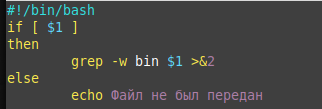 #!/bin/bash
if [ $1 ]
then
        grep -w bin $1 >&2
else
        echo Файл не был передан